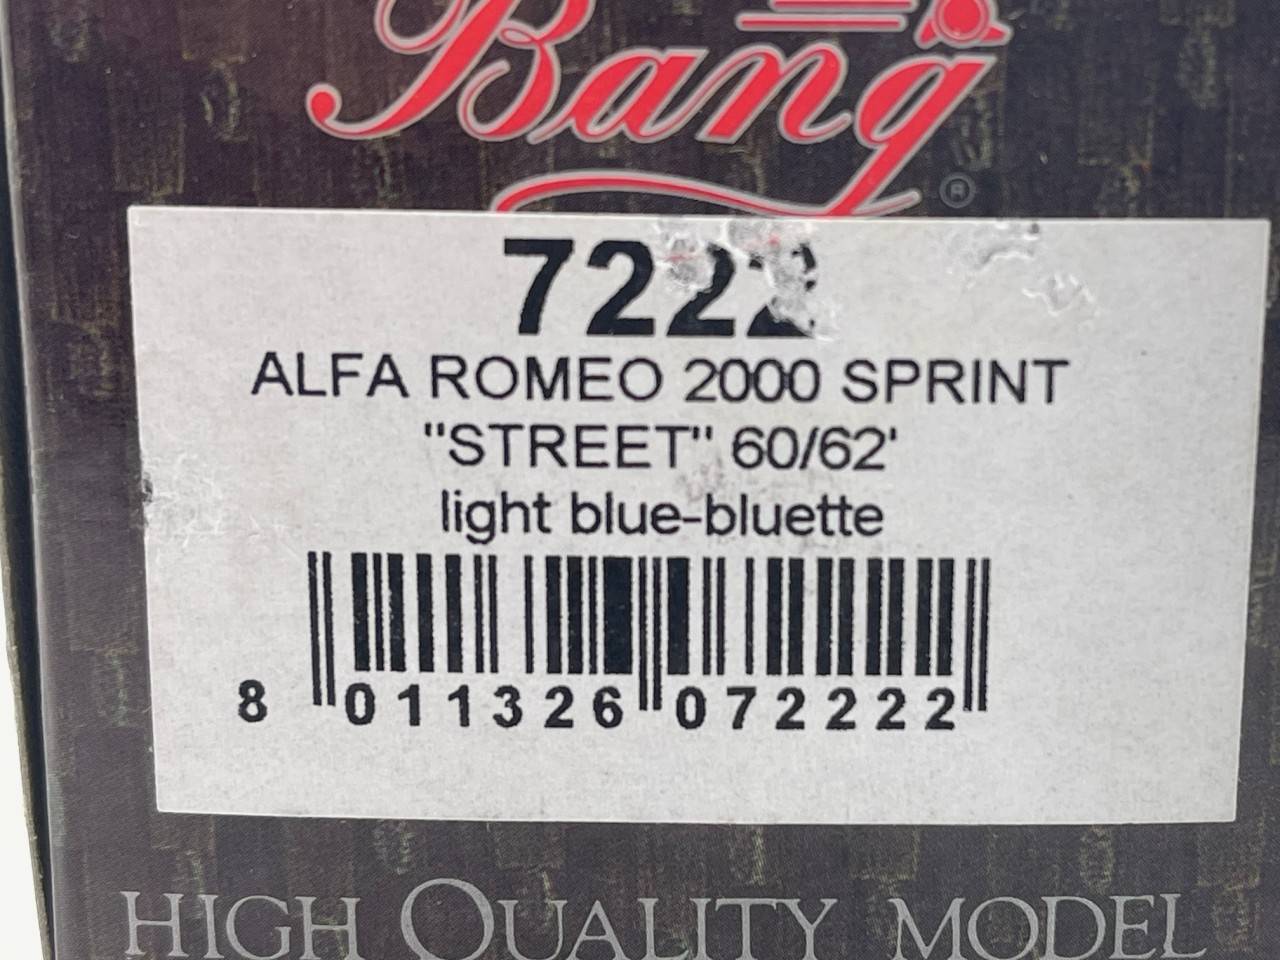 Bang
®
7222
ALFA ROMEO 2000 SPRINT
"STREET" 60/62'
light blue-bluette
8 011326 072222
HIGH QUALITY MODEL